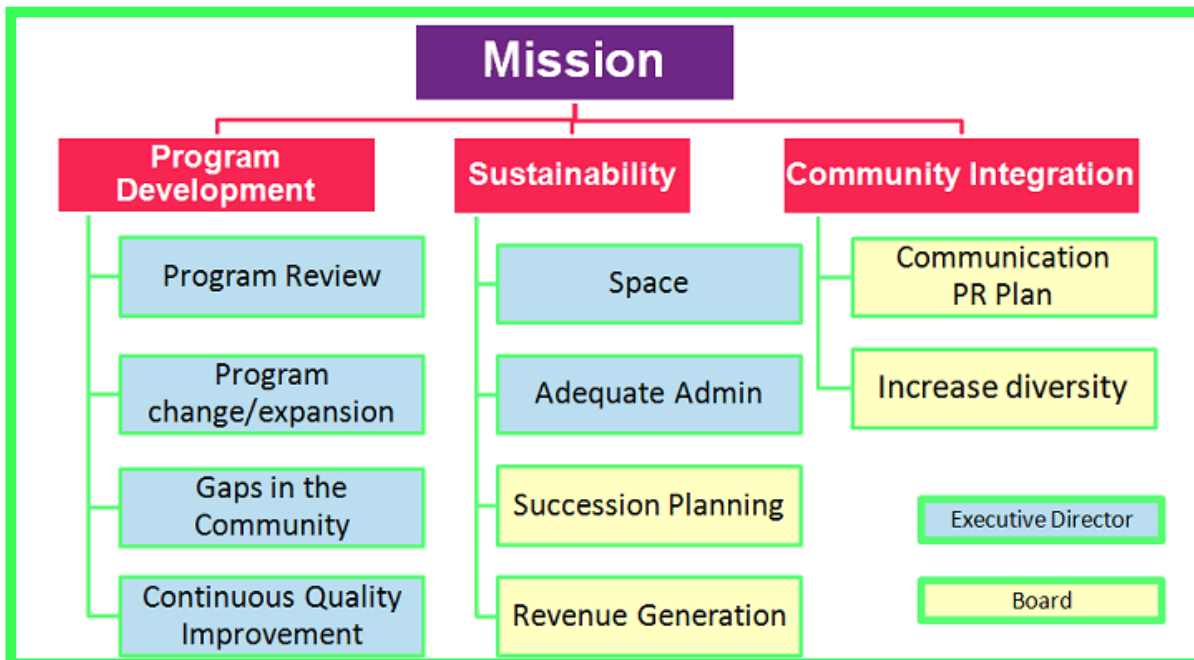 Mission
Program
Development
Sustainability
Community Integration
Program Review
Program
change/expansion
Gaps in the
Community
Continuous Quality
Improvement
Space
Adequate Admin
Succession Planning
Revenue Generation
Communication
PR Plan
Increase diversity
Executive Director
Board